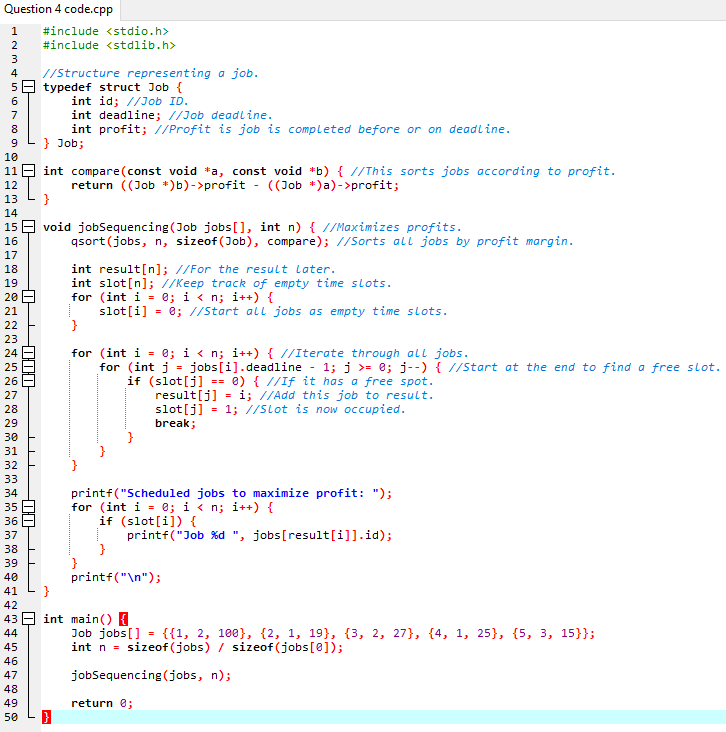 Question 4 code.cpp
1 #include <stdio.h>
2 #include <stdlib.h>
3
4 //Structure representing a job.
5 typedef struct Job {
6     int id; //Job ID.
7     int deadline; //Job deadline.
8     int profit; //Profit is job is completed before or on deadline.
9 } Job;
10
11 int compare(const void *a, const void *b) { //This sorts jobs according to profit.
12     return ((Job *)b)->profit - ((Job *)a)->profit;
13 }
14
15 void jobSequencing(Job jobs[], int n) { //Maximizes profits.
16     qsort(jobs, n, sizeof(Job), compare); //Sorts all jobs by profit margin.
17
18     int result[n]; //For the result later.
19     int slot[n]; //Keep track of empty time slots.
20     for (int i = 0; i < n; i++) {
21         slot[i] = 0; //Start all jobs as empty time slots.
22     }
23
24     for (int i = 0; i < n; i++) { //Iterate through all jobs.
25         for (int j = jobs[i].deadline - 1; j >= 0; j--) { //Start at the end to find a free slot.
26             if (slot[j] == 0) { //If it has a free spot.
27                 result[j] = i; //Add this job to result.
28                 slot[j] = 1; //Slot is now occupied.
29                 break;
30             }
31         }
32     }
33
34     printf("Scheduled jobs to maximize profit: ");
35     for (int i = 0; i < n; i++) {
36         if (slot[i]) {
37             printf("Job %d ", jobs[result[i]].id);
38         }
39     }
40     printf("\n");
41 }
42
43 int main() {
44     Job jobs[] = {{1, 2, 100}, {2, 1, 19}, {3, 2, 27}, {4, 1, 25}, {5, 3, 15}};
45     int n = sizeof(jobs) / sizeof(jobs[0]);
46
47     jobSequencing(jobs, n);
48
49     return 0;
50 }